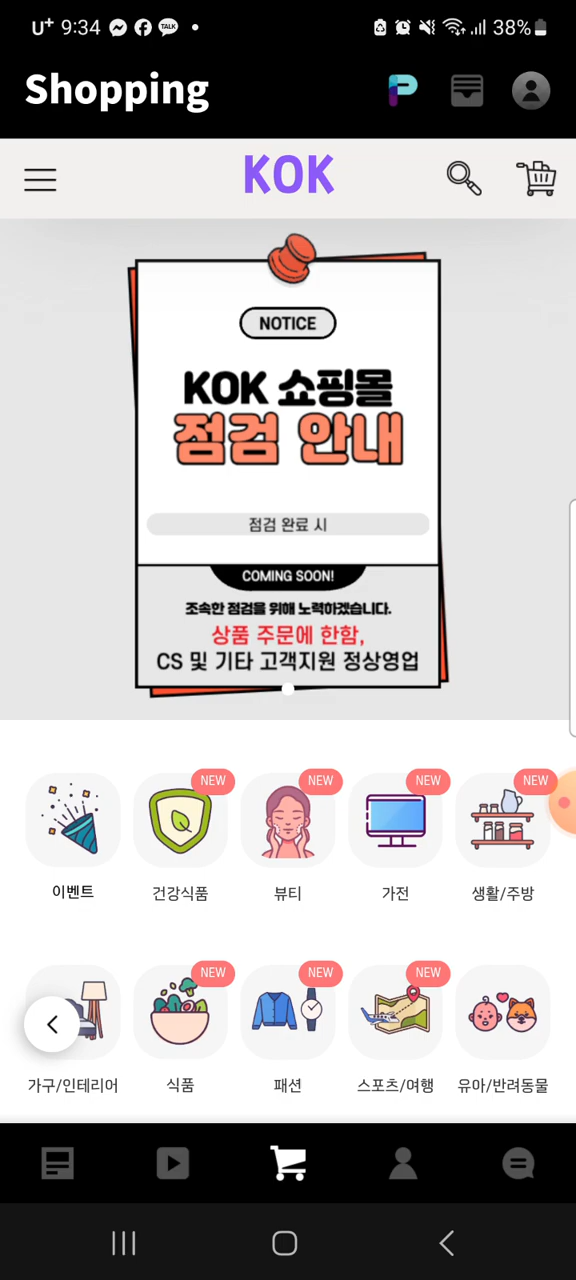 U+ 9:34 TALK 38%
Shopping
KOK
NOTICE
KOK 쇼핑몰
점검 안내
점검 완료 시
COMING SOON!
조속한 점검을 위해 노력하겠습니다.
상품 주문에 한함,
CS 및 기타 고객지원 정상영업
NEW NEW NEW NEW
이벤트 건강식품 뷰티 가전 생활/주방
NEW NEW NEW
가구/인테리어 식품 패션 스포츠/여행 유아/반려동물